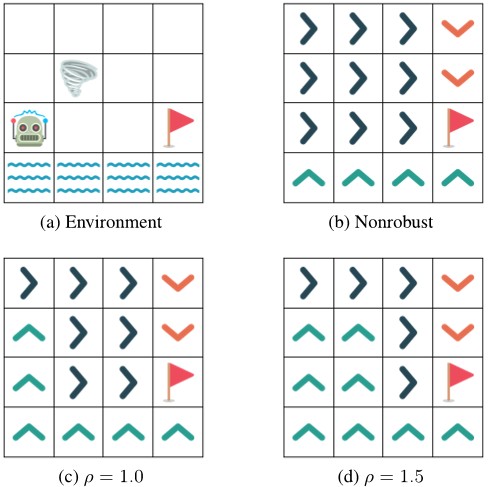 (a) Environment
(b) Nonrobust
(c) ρ = 1.0
(d) ρ = 1.5